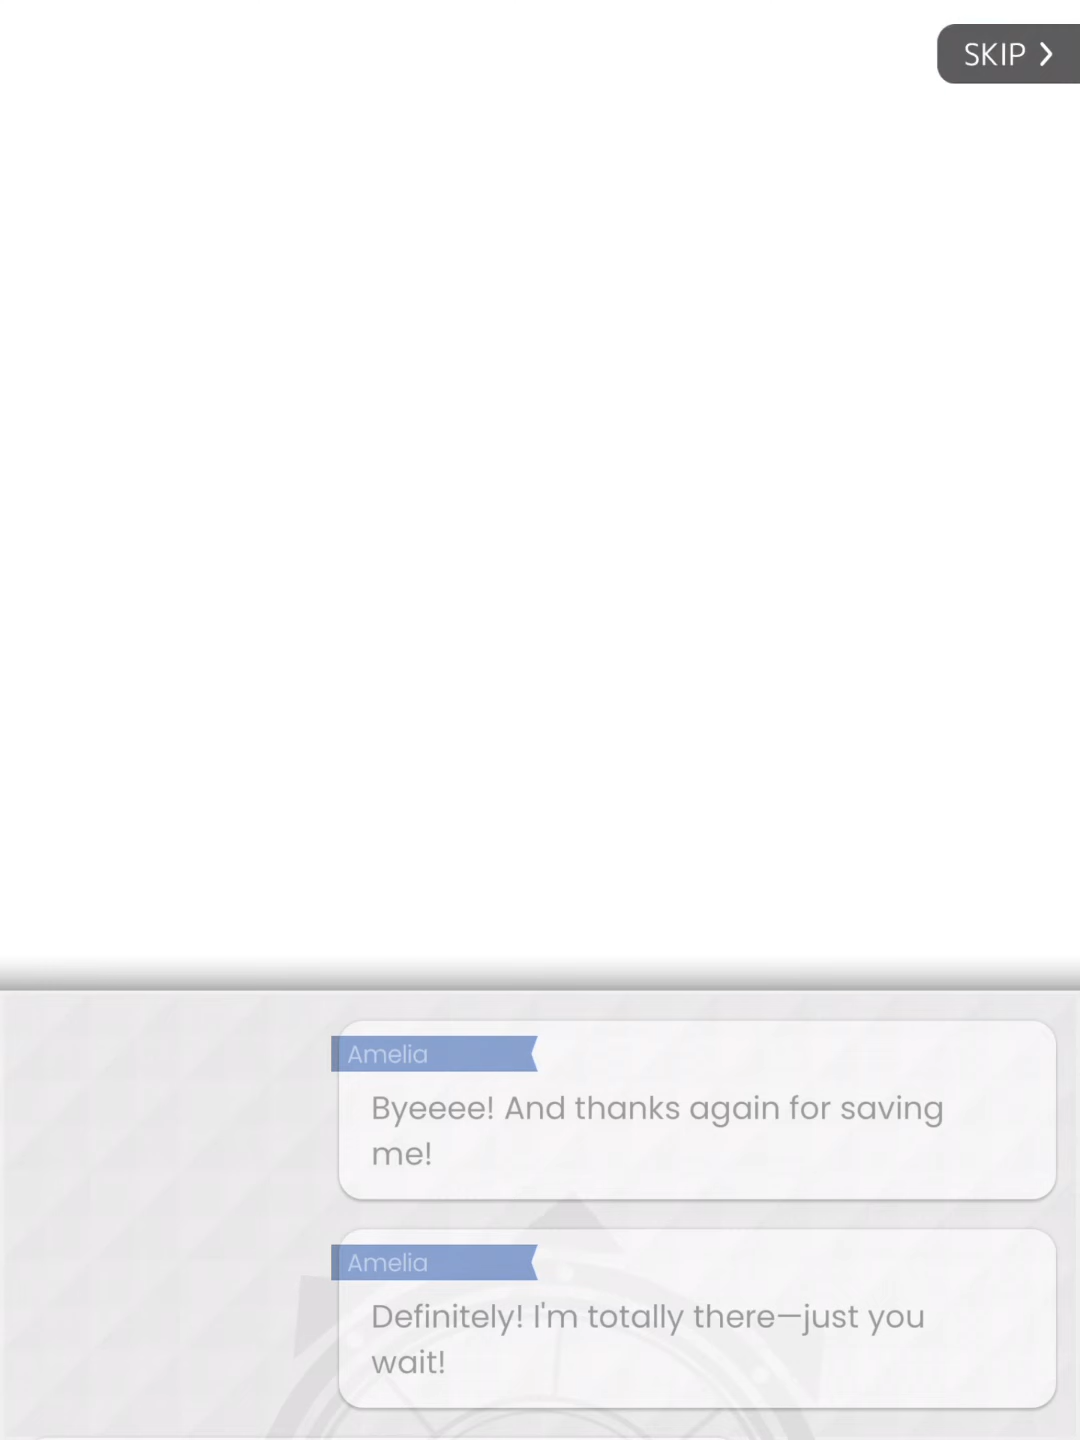 SKIP
Amelia
Byeeee! And thanks again for saving
me!
Amelia
Definitely! I'm totally there—just you
wait!